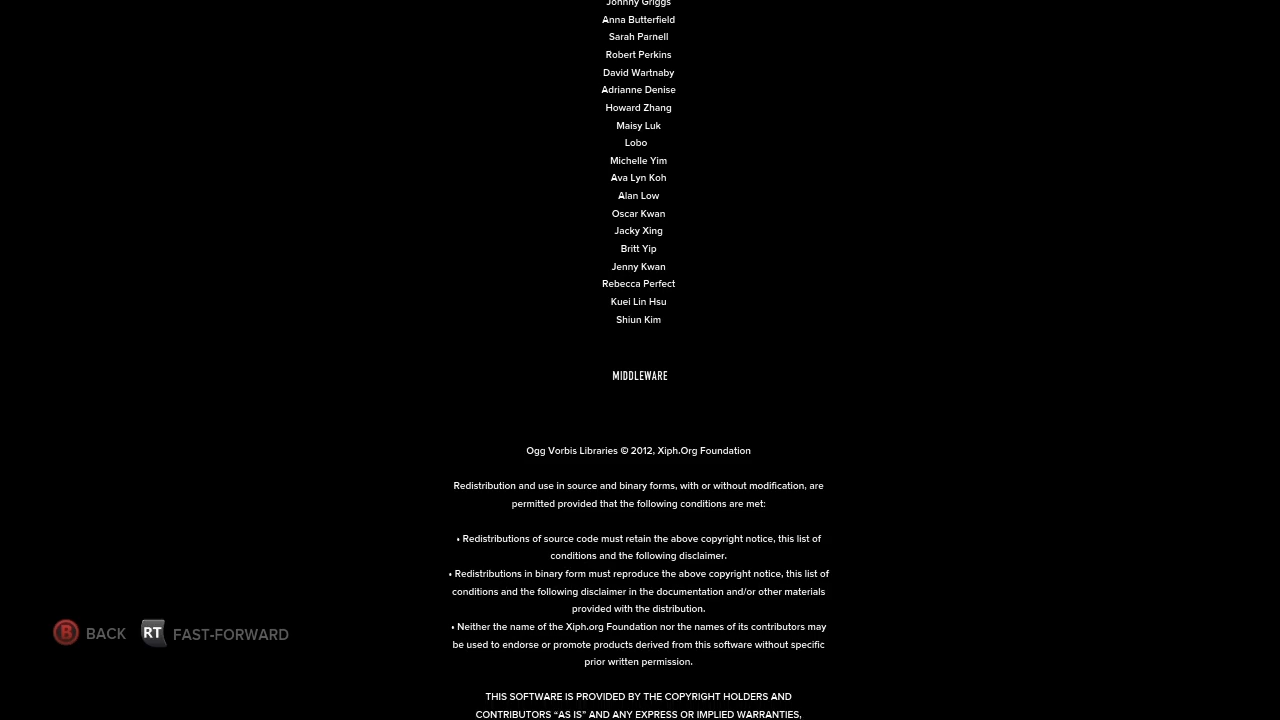 Johnny Griggs
Anna Butterfield
Sarah Parnell
Robert Perkins
David Wartnaby
Adrianne Denise
Howard Zhang
Maisy Luk
Lobo
Michelle Yim
Ava Lyn Koh
Alan Low
Oscar Kwan
Jacky Xing
Britt Yip
Jenny Kwan
Rebecca Perfect
Kuei Lin Hsu
Shiun Kim
MIDDLEWARE
Ogg Vorbis Libraries © 2012, Xiph.Org Foundation
Redistribution and use in source and binary forms, with or without modification, are
permitted provided that the following conditions are met:
• Redistributions of source code must retain the above copyright notice, this list of
conditions and the following disclaimer.
• Redistributions in binary form must reproduce the above copyright notice, this list of
conditions and the following disclaimer in the documentation and/or other materials
provided with the distribution.
• Neither the name of the Xiph.org Foundation nor the names of its contributors may
be used to endorse or promote products derived from this software without specific
prior written permission.
THIS SOFTWARE IS PROVIDED BY THE COPYRIGHT HOLDERS AND
CONTRIBUTORS “AS IS” AND ANY EXPRESS OR IMPLIED WARRANTIES,
B BACK RT FAST-FORWARD